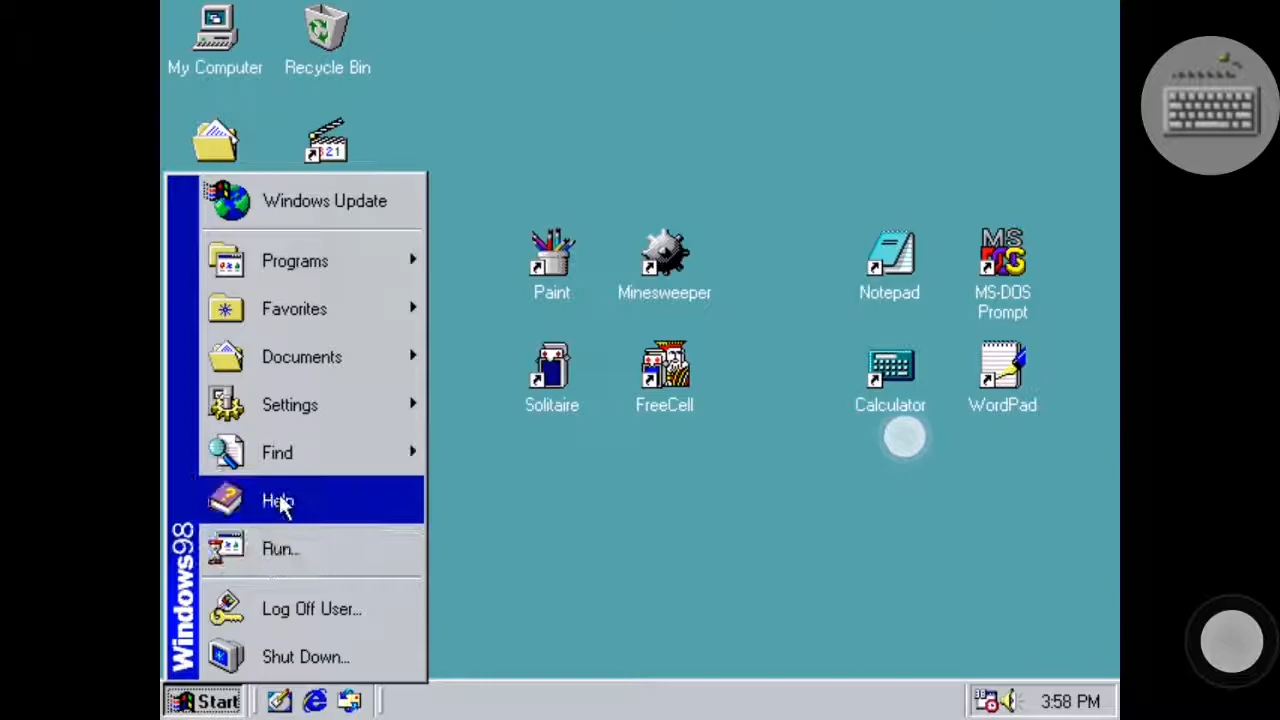 My Computer
Recycle Bin
321
Windows Update
Programs
Favorites
Documents
Settings
Find
Help
Run...
Log Off User...
Shut Down...
Windows98
Paint
Minesweeper
Notepad
MS-DOS
Prompt
Solitaire
FreeCell
Calculator
WordPad
Start
3:58 PM